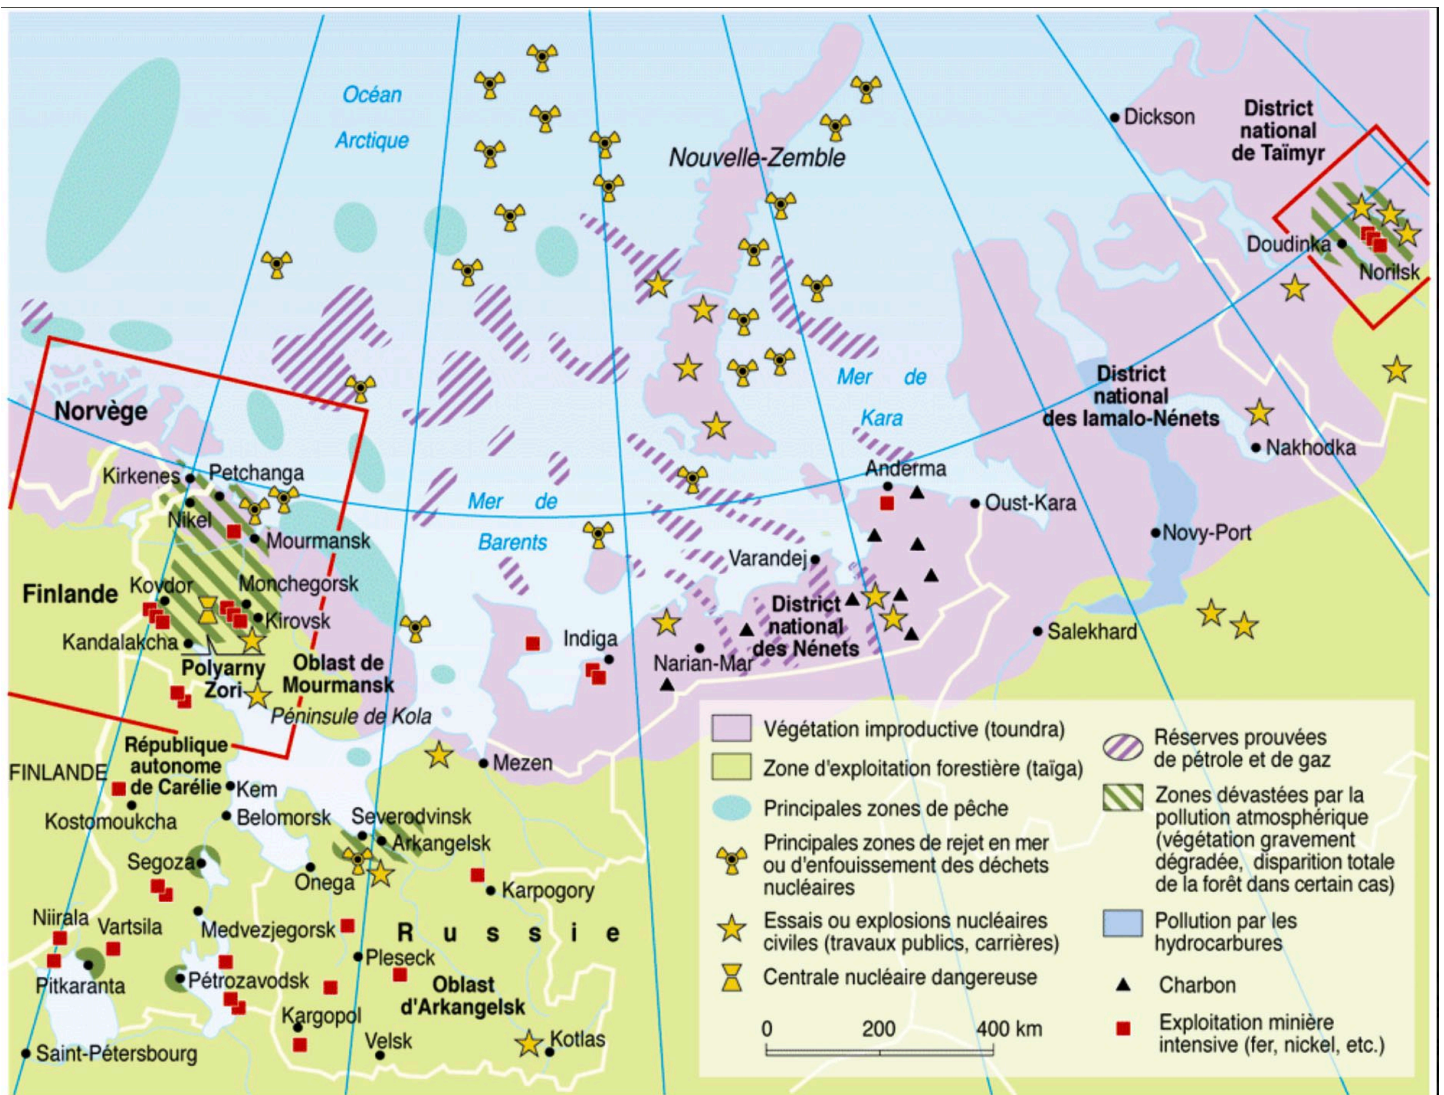 Océan
Arctique
Nouvelle-Zemble
Dickson
District
national
de Taïmyr
Doudinka
Norilsk
Mer de
Kara
District
national
des Iamalo-Nénets
Nakhodka
Norvège
Kirkenes
Petchanga
Nikel
Mourmansk
Mer de
Barents
Anderma
Oust-Kara
Novy-Port
Varandej
Finlande
Kovdor
Monchegorsk
Kirovsk
Kandalakcha
Polyarny
Zori
Oblast de
Mourmansk
Péninsule de Kola
Indiga
Narian-Mar
District
national
des Nénets
Salekhard
République
autonome
de Carélie
FINLANDE
Kem
Kostomoukcha
Belomorsk
Mezen
Severodvinsk
Arkangelsk
Segoza
Onega
Karpogory
Niirala
Vartsila
Medvezjegorsk
Russie
Pleseck
Pitkaranta
Pétrozavodsk
Oblast
d'Arkangelsk
Kargopol
Velsk
Kotlas
Saint-Pétersbourg
Végétation improductive (toundra)
Zone d'exploitation forestière (taïga)
Principales zones de pêche
Principales zones de rejet en mer
ou d'enfouissement des déchets
nucléaires
Essais ou explosions nucléaires
civiles (travaux publics, carrières)
Centrale nucléaire dangereuse
0 200 400 km
Réserves prouvées
de pétrole et de gaz
Zones dévastées par la
pollution atmosphérique
(végétation gravement
dégradée, disparition totale
de la forêt dans certain cas)
Pollution par les
hydrocarbures
Charbon
Exploitation minière
intensive (fer, nickel, etc.)